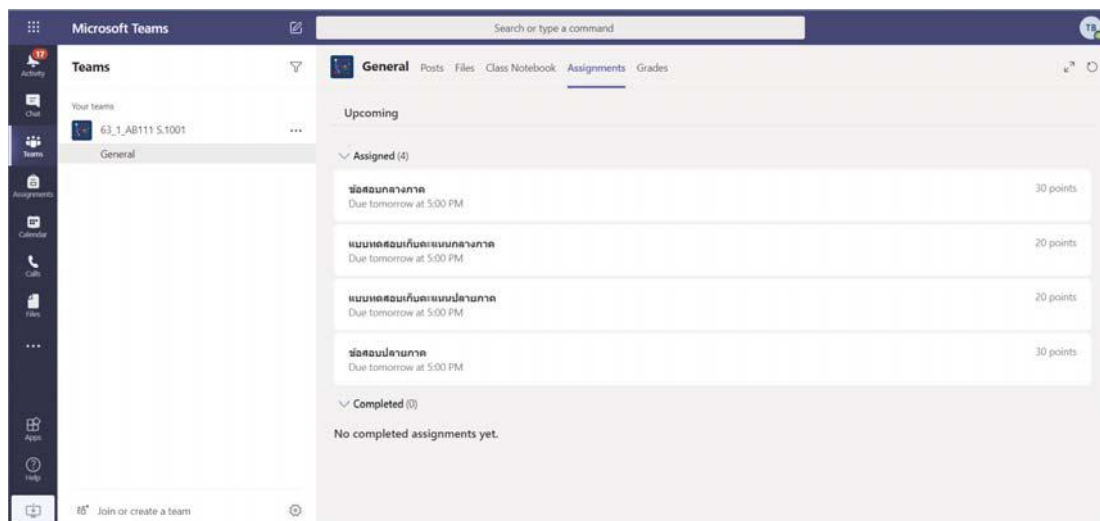 Microsoft Teams
Search or type a command
TB
17
Activity
Chat
Teams
Assignments
Calendar
Calls
Files
Apps
Help
Teams
Your teams
63_1_AB111 S.1001
General
Join or create a team
General Posts Files Class Notebook Assignments Grades
Upcoming
Assigned (4)
ข้อสอบกลางภาค 30 points
Due tomorrow at 5:00 PM
แบบทดสอบเก็บคะแนนกลางภาค 20 points
Due tomorrow at 5:00 PM
แบบทดสอบเก็บคะแนนปลายภาค 20 points
Due tomorrow at 5:00 PM
ข้อสอบปลายภาค 30 points
Due tomorrow at 5:00 PM
Completed (0)
No completed assignments yet.